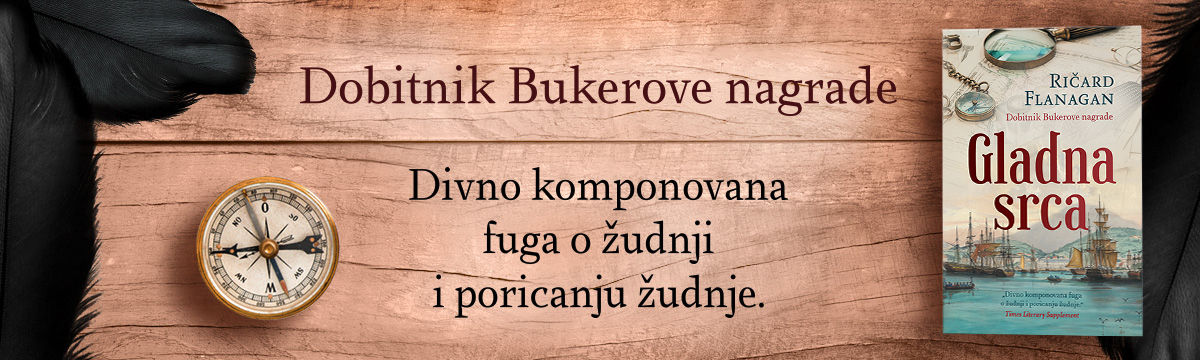 Dobitnik Bukerove nagrade
Divno komponovana
fuga o žudnji
i poricanju žudnje.
RIČARD
FLANAGAN
Dobitnik Bukerove nagrade
Gladna
srca
„Divno komponovana fuga
o žudnji i poricanju žudnje.“
Times Literary Supplement
O
W